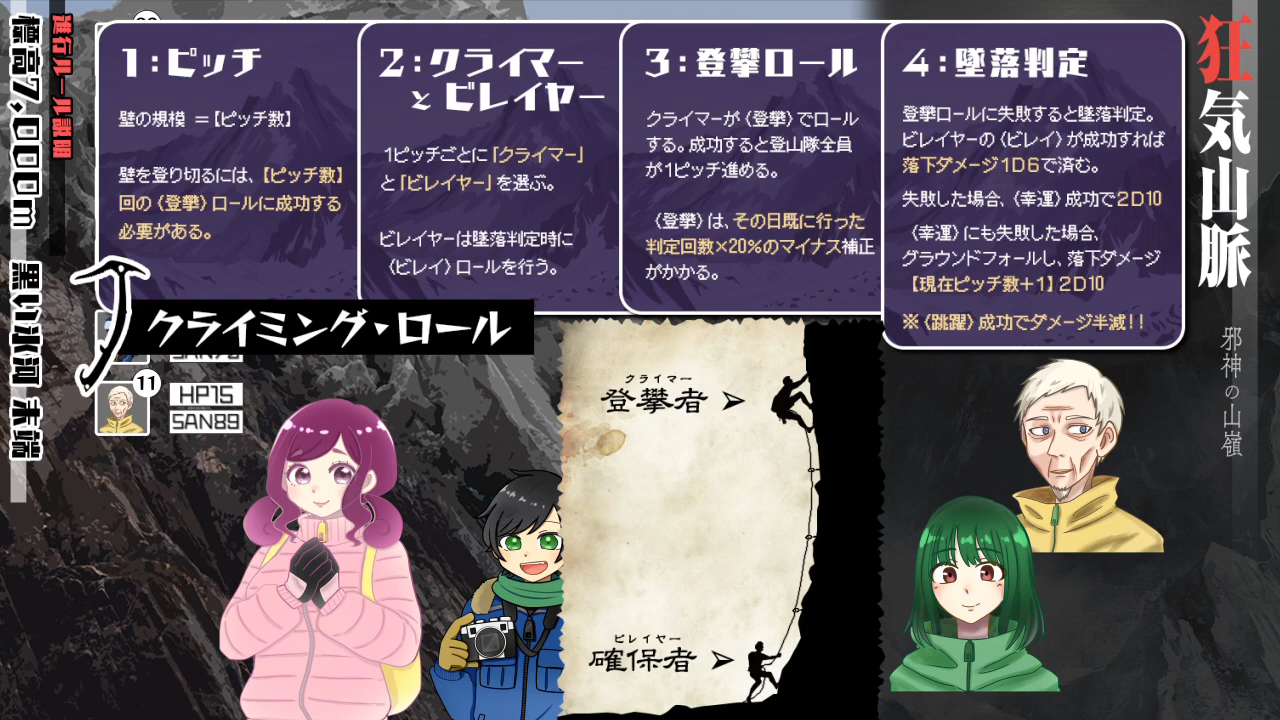 進行ルール説明
標高7,000m 黒い氷河 末端
1:ピッチ
壁の規模 =【ピッチ数】
壁を登り切るには、【ピッチ数】
回の〈登攀〉ロールに成功する
必要がある。
2:クライマー
と ビレイヤー
1ピッチごとに「クライマー」
と「ビレイヤー」を選ぶ。
ビレイヤーは墜落判定時に
〈ビレイ〉ロールを行う。
3:登攀ロール
クライマーが〈登攀〉でロール
する。成功すると登山隊全員
が1ピッチ進める。
〈登攀〉は、その日既に行った
判定回数×20%のマイナス補正
がかかる。
4:墜落判定
登攀ロールに失敗すると墜落判定。
ビレイヤーの〈ビレイ〉が成功すれば
落下ダメージ1D6で済む。
失敗した場合、〈幸運〉成功で2D10
〈幸運〉にも失敗した場合、
グラウンドフォールし、落下ダメージ
【現在ピッチ数+1】2D10
※〈跳躍〉成功でダメージ半減!!
クライミング・ロール
11
HP15
SAN89
クライマー
登攀者
ビレイヤー
確保者
狂気山脈
邪神の山嶺